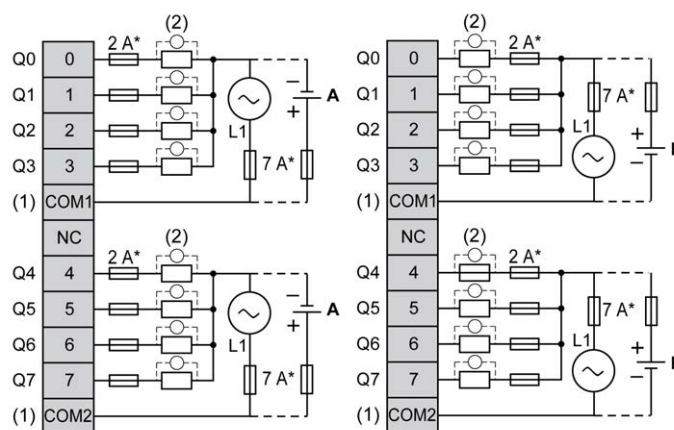 (2)
2 A*
Q0 0
Q1 1
Q2 2
Q3 3
(1) COM1
L1
7 A*
− + A
NC
(2)
2 A*
Q4 4
Q5 5
Q6 6
Q7 7
(1) COM2
L1
7 A*
− + A
(2)
2 A*
Q0 0
Q1 1
Q2 2
Q3 3
(1) COM1
7 A*
L1
+ −
NC
(2)
2 A*
Q4 4
Q5 5
Q6 6
Q7 7
(1) COM2
7 A*
L1
+ −